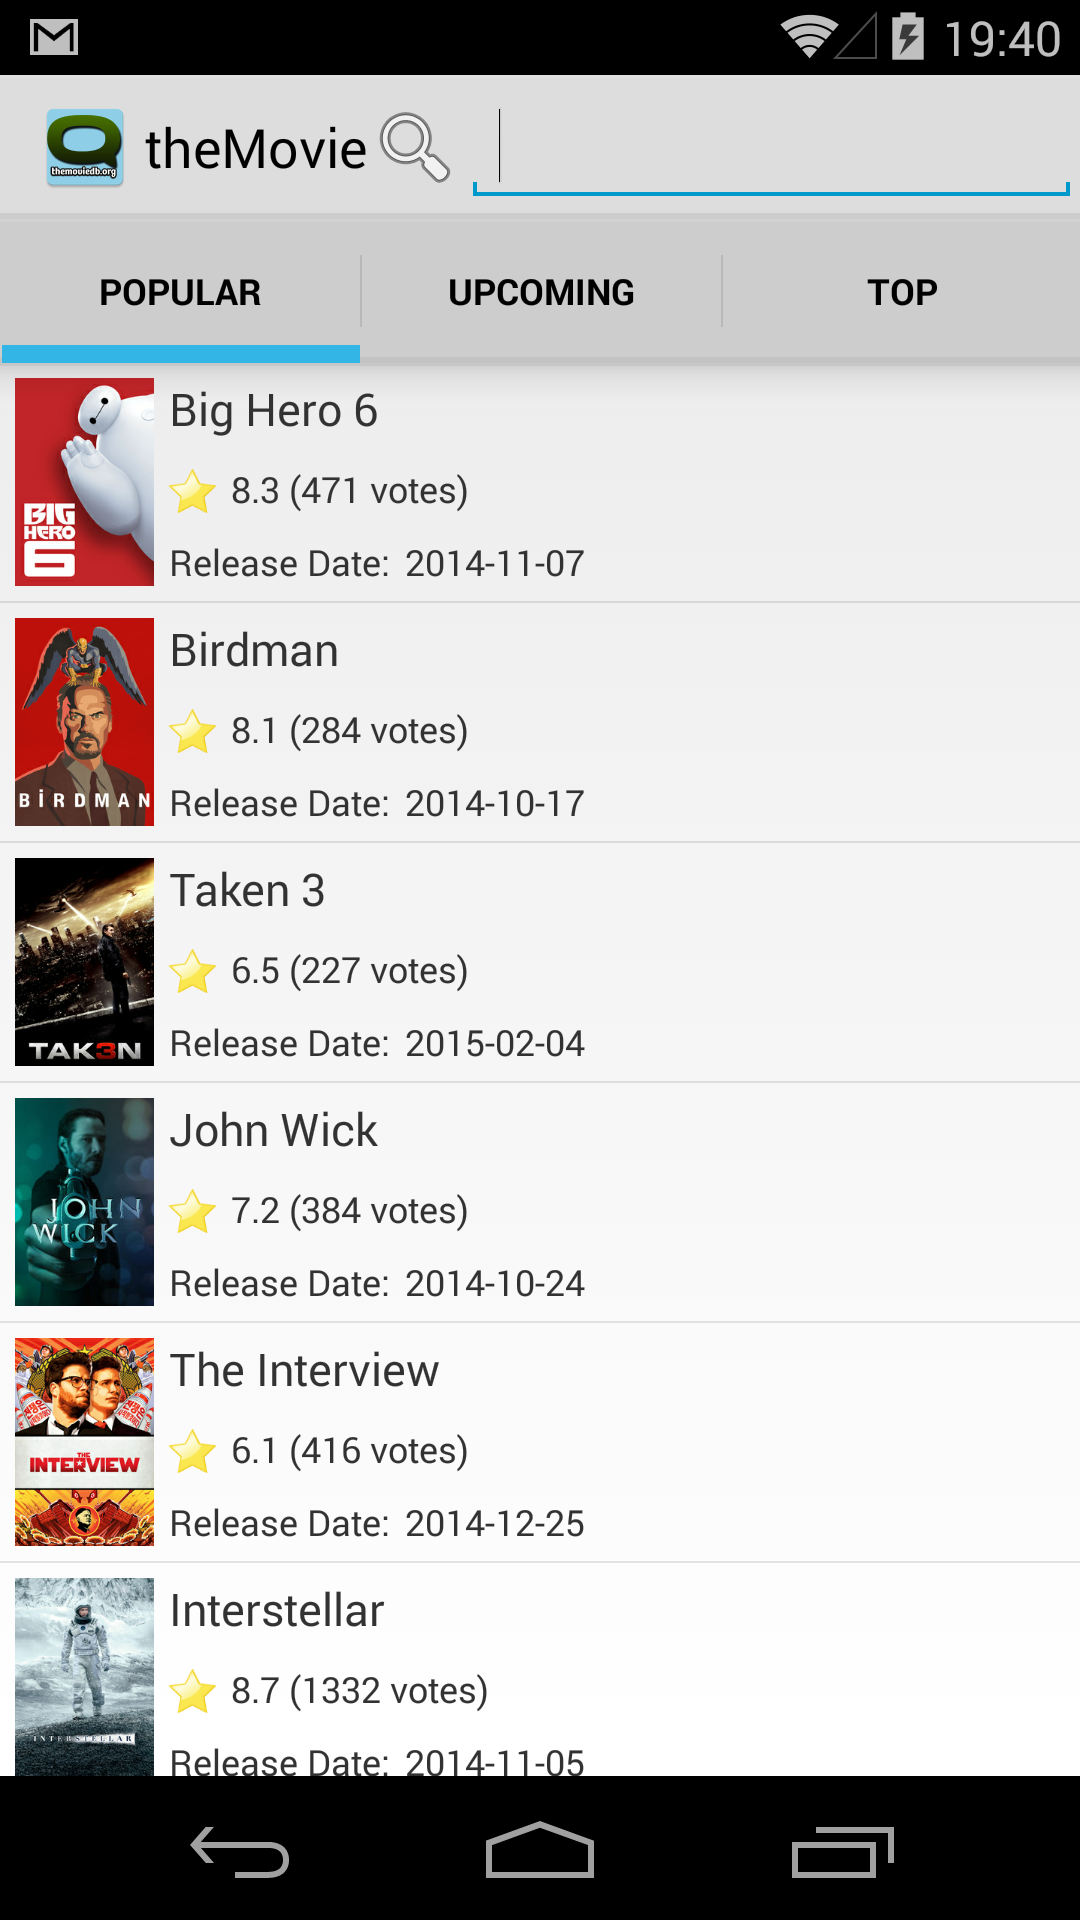 19:40
themoviedb.org
theMovie
POPULAR
UPCOMING
TOP
BIG
HERO
6
Big Hero 6
8.3 (471 votes)
Release Date: 2014-11-07
BiRDMAN
Birdman
8.1 (284 votes)
Release Date: 2014-10-17
TAK3N
Taken 3
6.5 (227 votes)
Release Date: 2015-02-04
JOHN
WICK
John Wick
7.2 (384 votes)
Release Date: 2014-10-24
THE
INTERVIEW
The Interview
6.1 (416 votes)
Release Date: 2014-12-25
INTERSTELLAR
Interstellar
8.7 (1332 votes)
Release Date: 2014-11-05